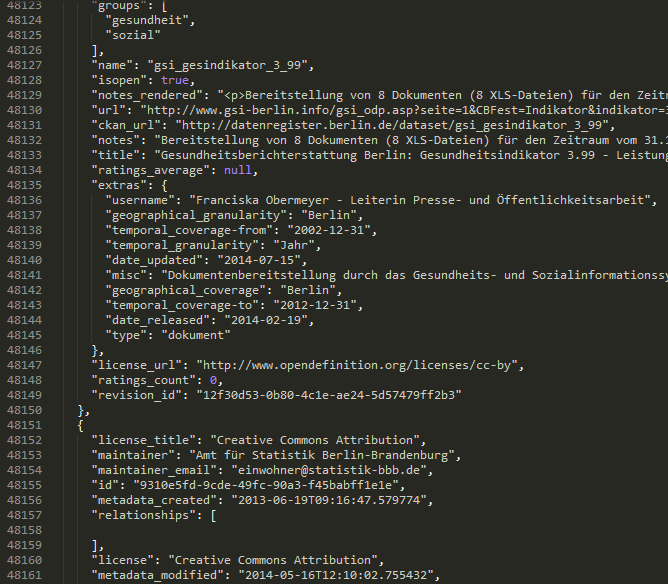 48123 "groups": [
48124 "gesundheit",
48125 "sozial"
48126 ],
48127 "name": "gsi_gesindikator_3_99",
48128 "isopen": true,
48129 "notes_rendered": "<p>Bereitstellung von 8 Dokumenten (8 XLS-Dateien) für den Zeitr
48130 "url": "http://www.gsi-berlin.info/gsi_odp.asp?seite=1&CBFest=Indikator&indikator=3
48131 "ckan_url": "http://datenregister.berlin.de/dataset/gsi_gesindikator_3_99",
48132 "notes": "Bereitstellung von 8 Dokumenten (8 XLS-Dateien) für den Zeitraum vom 31.1
48133 "title": "Gesundheitsberichterstattung Berlin: Gesundheitsindikator 3.99 - Leistung
48134 "ratings_average": null,
48135 "extras": {
48136 "username": "Franciska Obermeyer - Leiterin Presse- und Öffentlichkeitsarbeit",
48137 "geographical_granularity": "Berlin",
48138 "temporal_coverage-from": "2002-12-31",
48139 "temporal_granularity": "Jahr",
48140 "date_updated": "2014-07-15",
48141 "misc": "Dokumentenbereitstellung durch das Gesundheits- und Sozialinformationssy
48142 "geographical_coverage": "Berlin",
48143 "temporal_coverage-to": "2012-12-31",
48144 "date_released": "2014-02-19",
48145 "type": "dokument"
48146 },
48147 "license_url": "http://www.opendefinition.org/licenses/cc-by",
48148 "ratings_count": 0,
48149 "revision_id": "12f30d53-0b80-4c1e-ae24-5d57479ff2b3"
48150 },
48151 {
48152 "license_title": "Creative Commons Attribution",
48153 "maintainer": "Amt für Statistik Berlin-Brandenburg",
48154 "maintainer_email": "einwohner@statistik-bbb.de",
48155 "id": "9310e5fd-9cde-49fc-90a3-f45babff1e1e",
48156 "metadata_created": "2013-06-19T09:16:47.579774",
48157 "relationships": [
48158
48159 ],
48160 "license": "Creative Commons Attribution",
48161 "metadata_modified": "2014-05-16T12:10:02.755432",